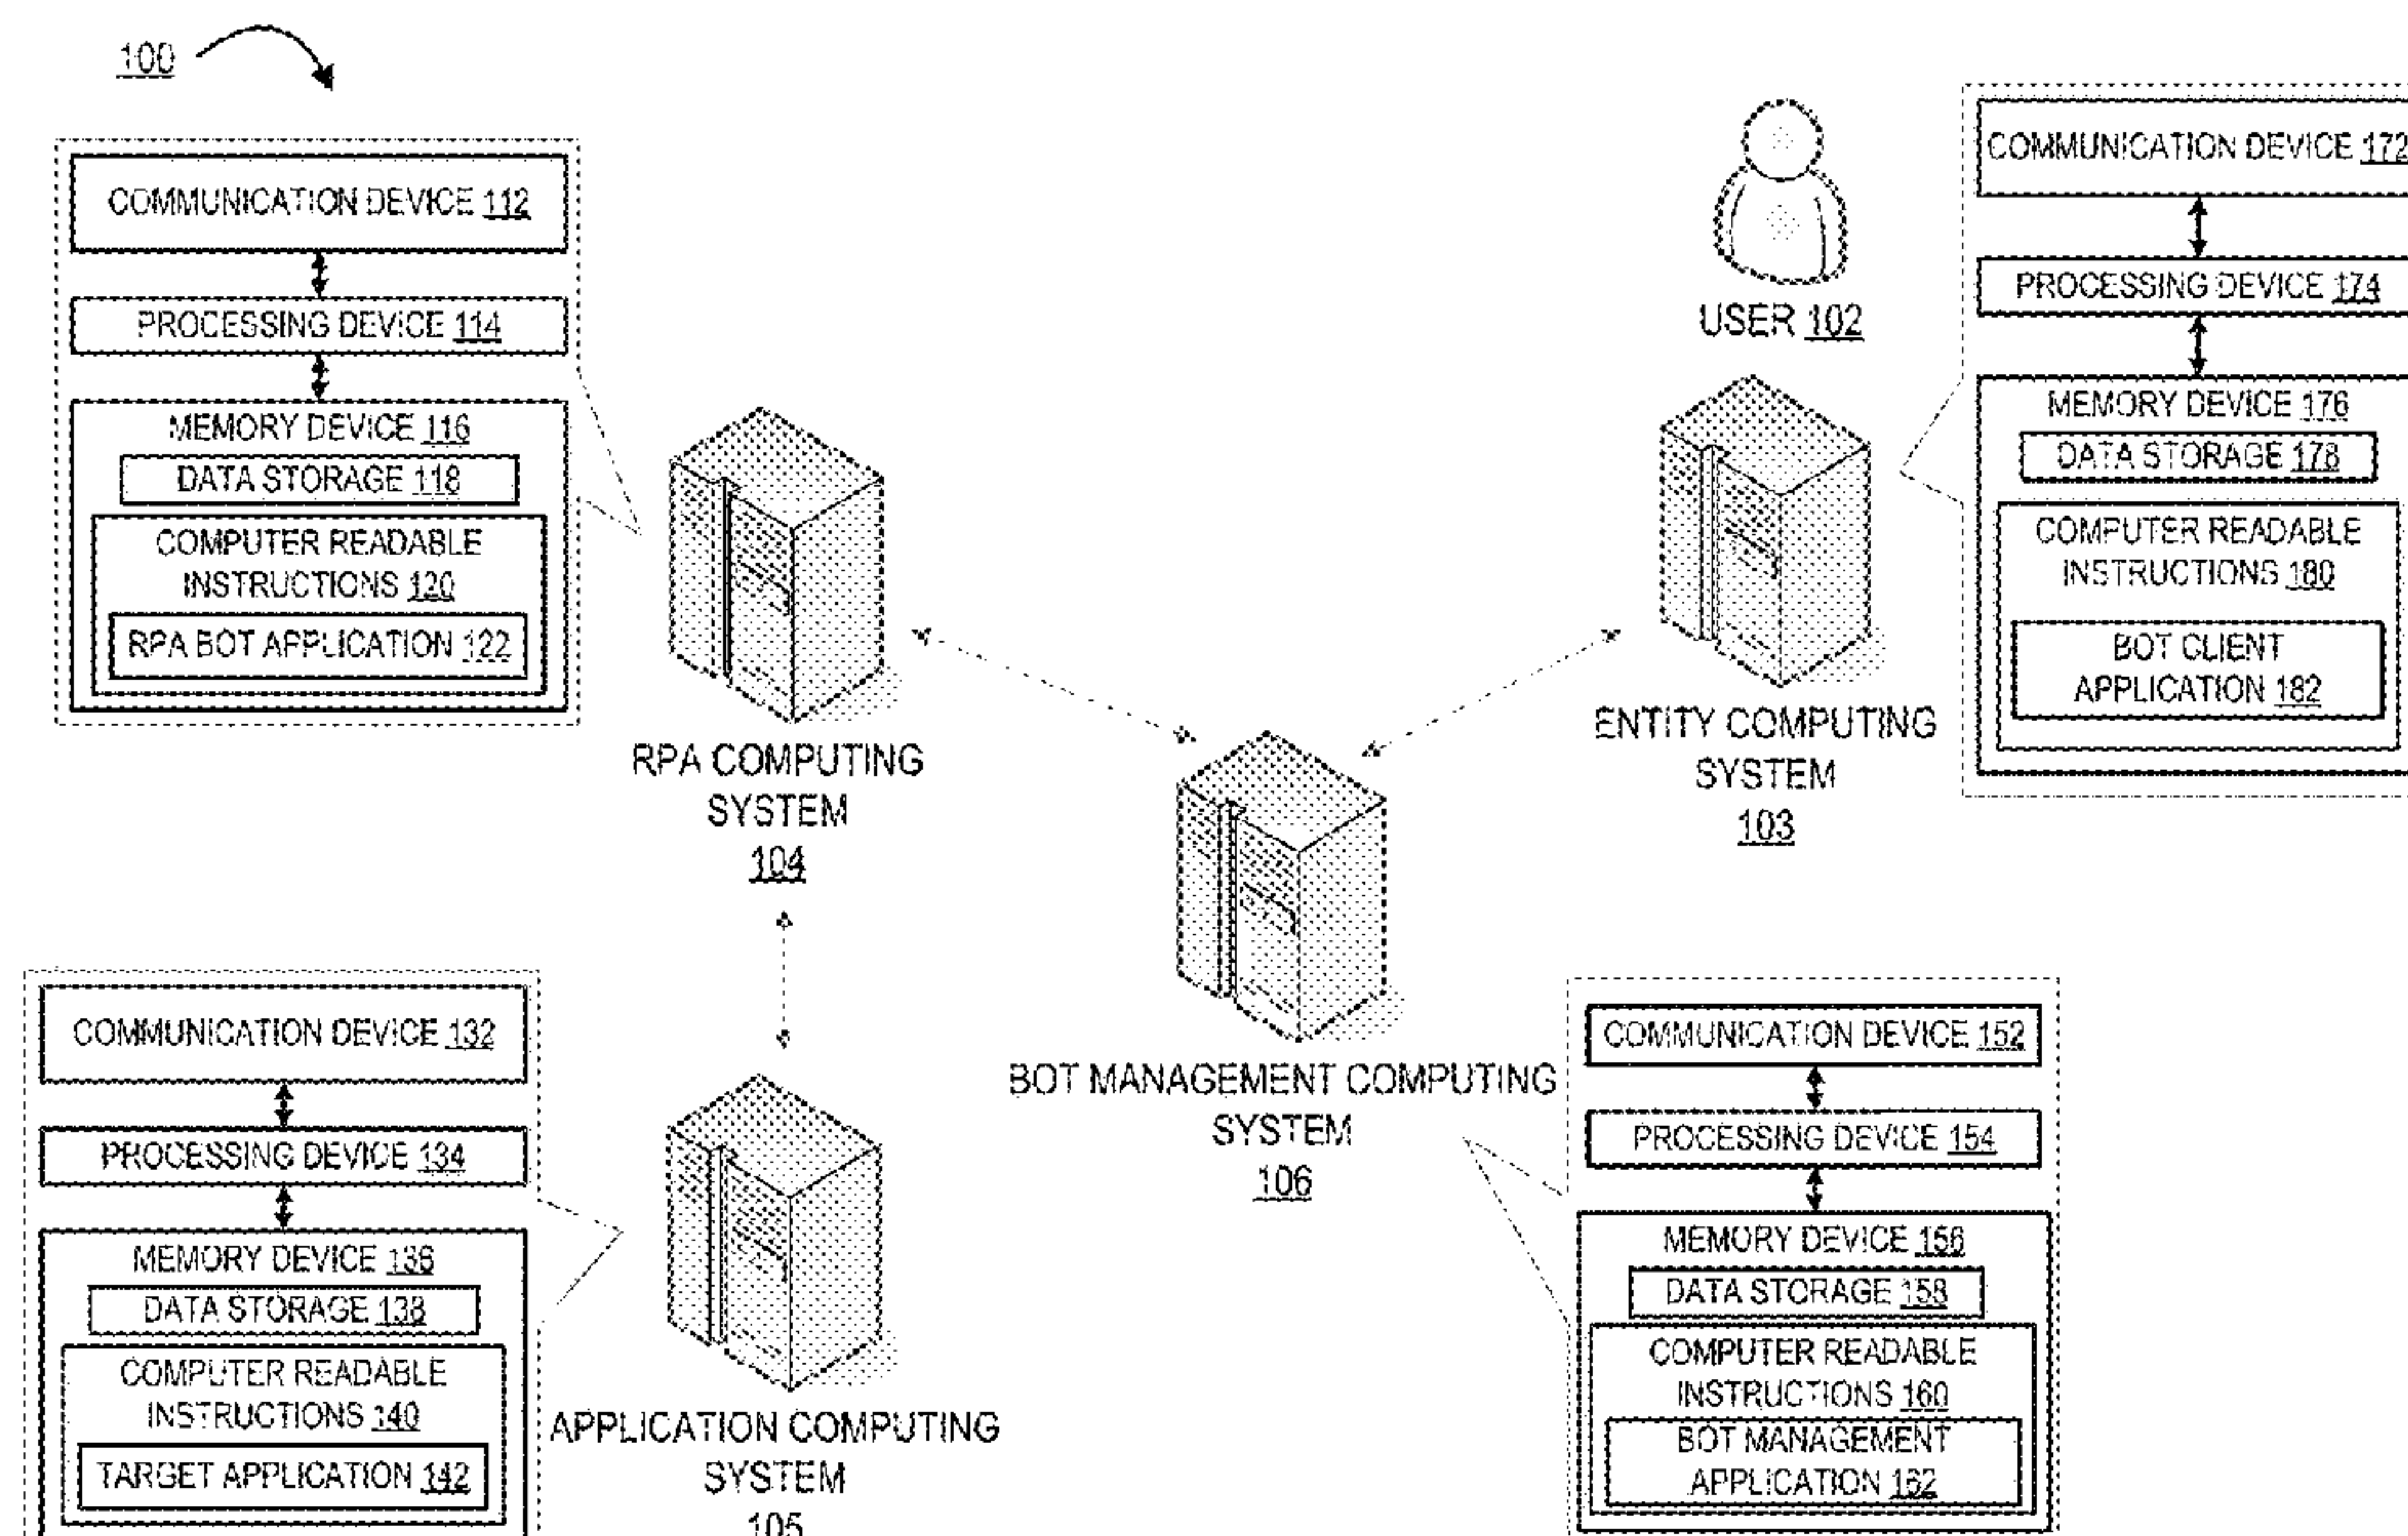 100
COMMUNICATION DEVICE 112
PROCESSING DEVICE 114
MEMORY DEVICE 116
DATA STORAGE 118
COMPUTER READABLE
INSTRUCTIONS 120
RPA BOT APPLICATION 122
RPA COMPUTING
SYSTEM
104
USER 102
COMMUNICATION DEVICE 172
PROCESSING DEVICE 174
MEMORY DEVICE 176
DATA STORAGE 178
COMPUTER READABLE
INSTRUCTIONS 180
BOT CLIENT
APPLICATION 182
ENTITY COMPUTING
SYSTEM
103
COMMUNICATION DEVICE 132
PROCESSING DEVICE 134
MEMORY DEVICE 136
DATA STORAGE 138
COMPUTER READABLE
INSTRUCTIONS 140
TARGET APPLICATION 142
APPLICATION COMPUTING
SYSTEM
105
BOT MANAGEMENT COMPUTING
SYSTEM
106
COMMUNICATION DEVICE 152
PROCESSING DEVICE 154
MEMORY DEVICE 156
DATA STORAGE 158
COMPUTER READABLE
INSTRUCTIONS 160
BOT MANAGEMENT
APPLICATION 162